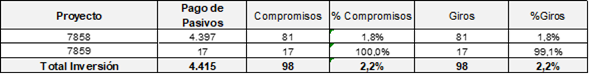 Proyecto Pago de Pasivos Compromisos % Compromisos Giros %Giros
7858 4.397 81 1,8% 81 1,8%
7859 17 17 100,0% 17 99,1%
Total Inversión 4.415 98 2,2% 98 2,2%